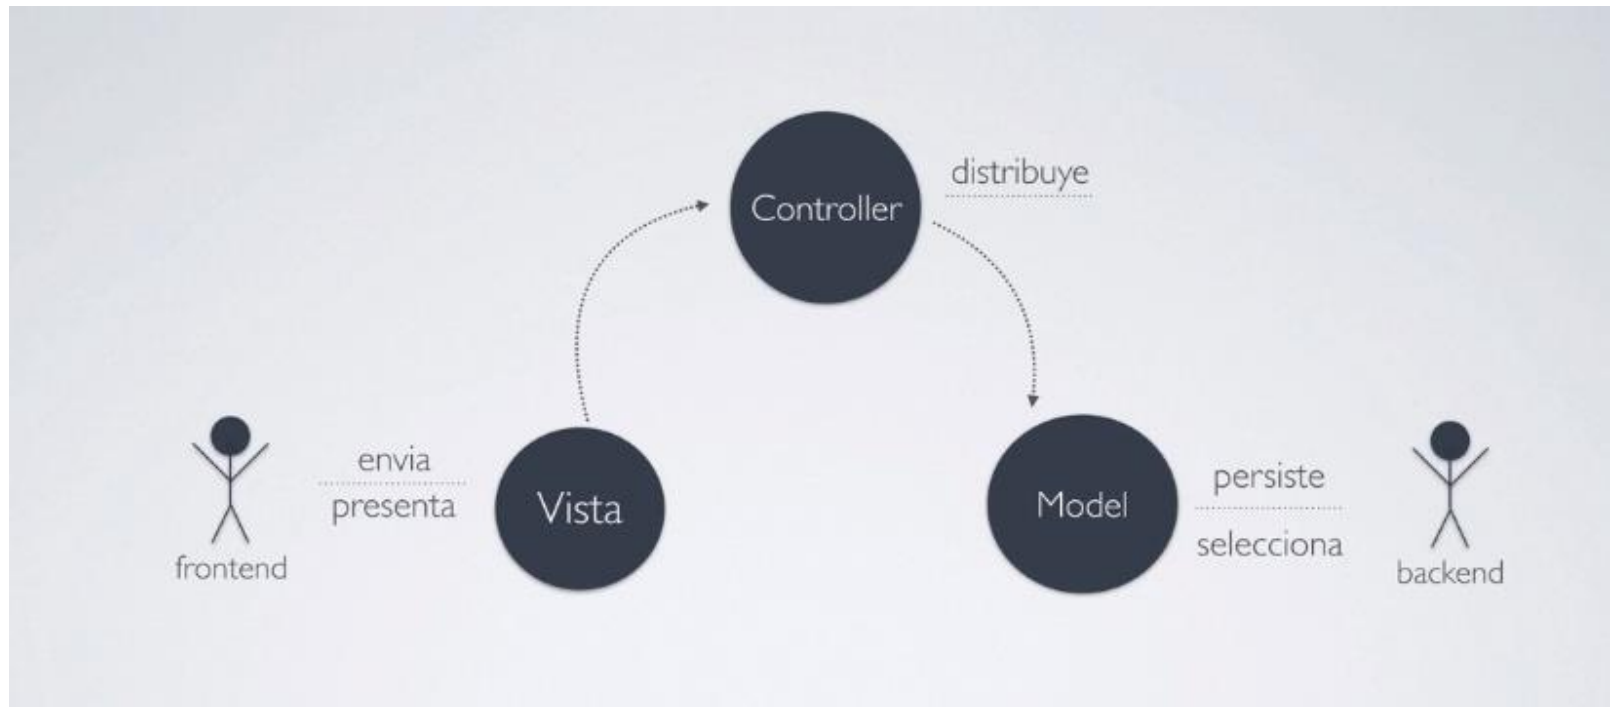 Controller
distribuye
envia
presenta
Vista
frontend
Model
persiste
selecciona
backend